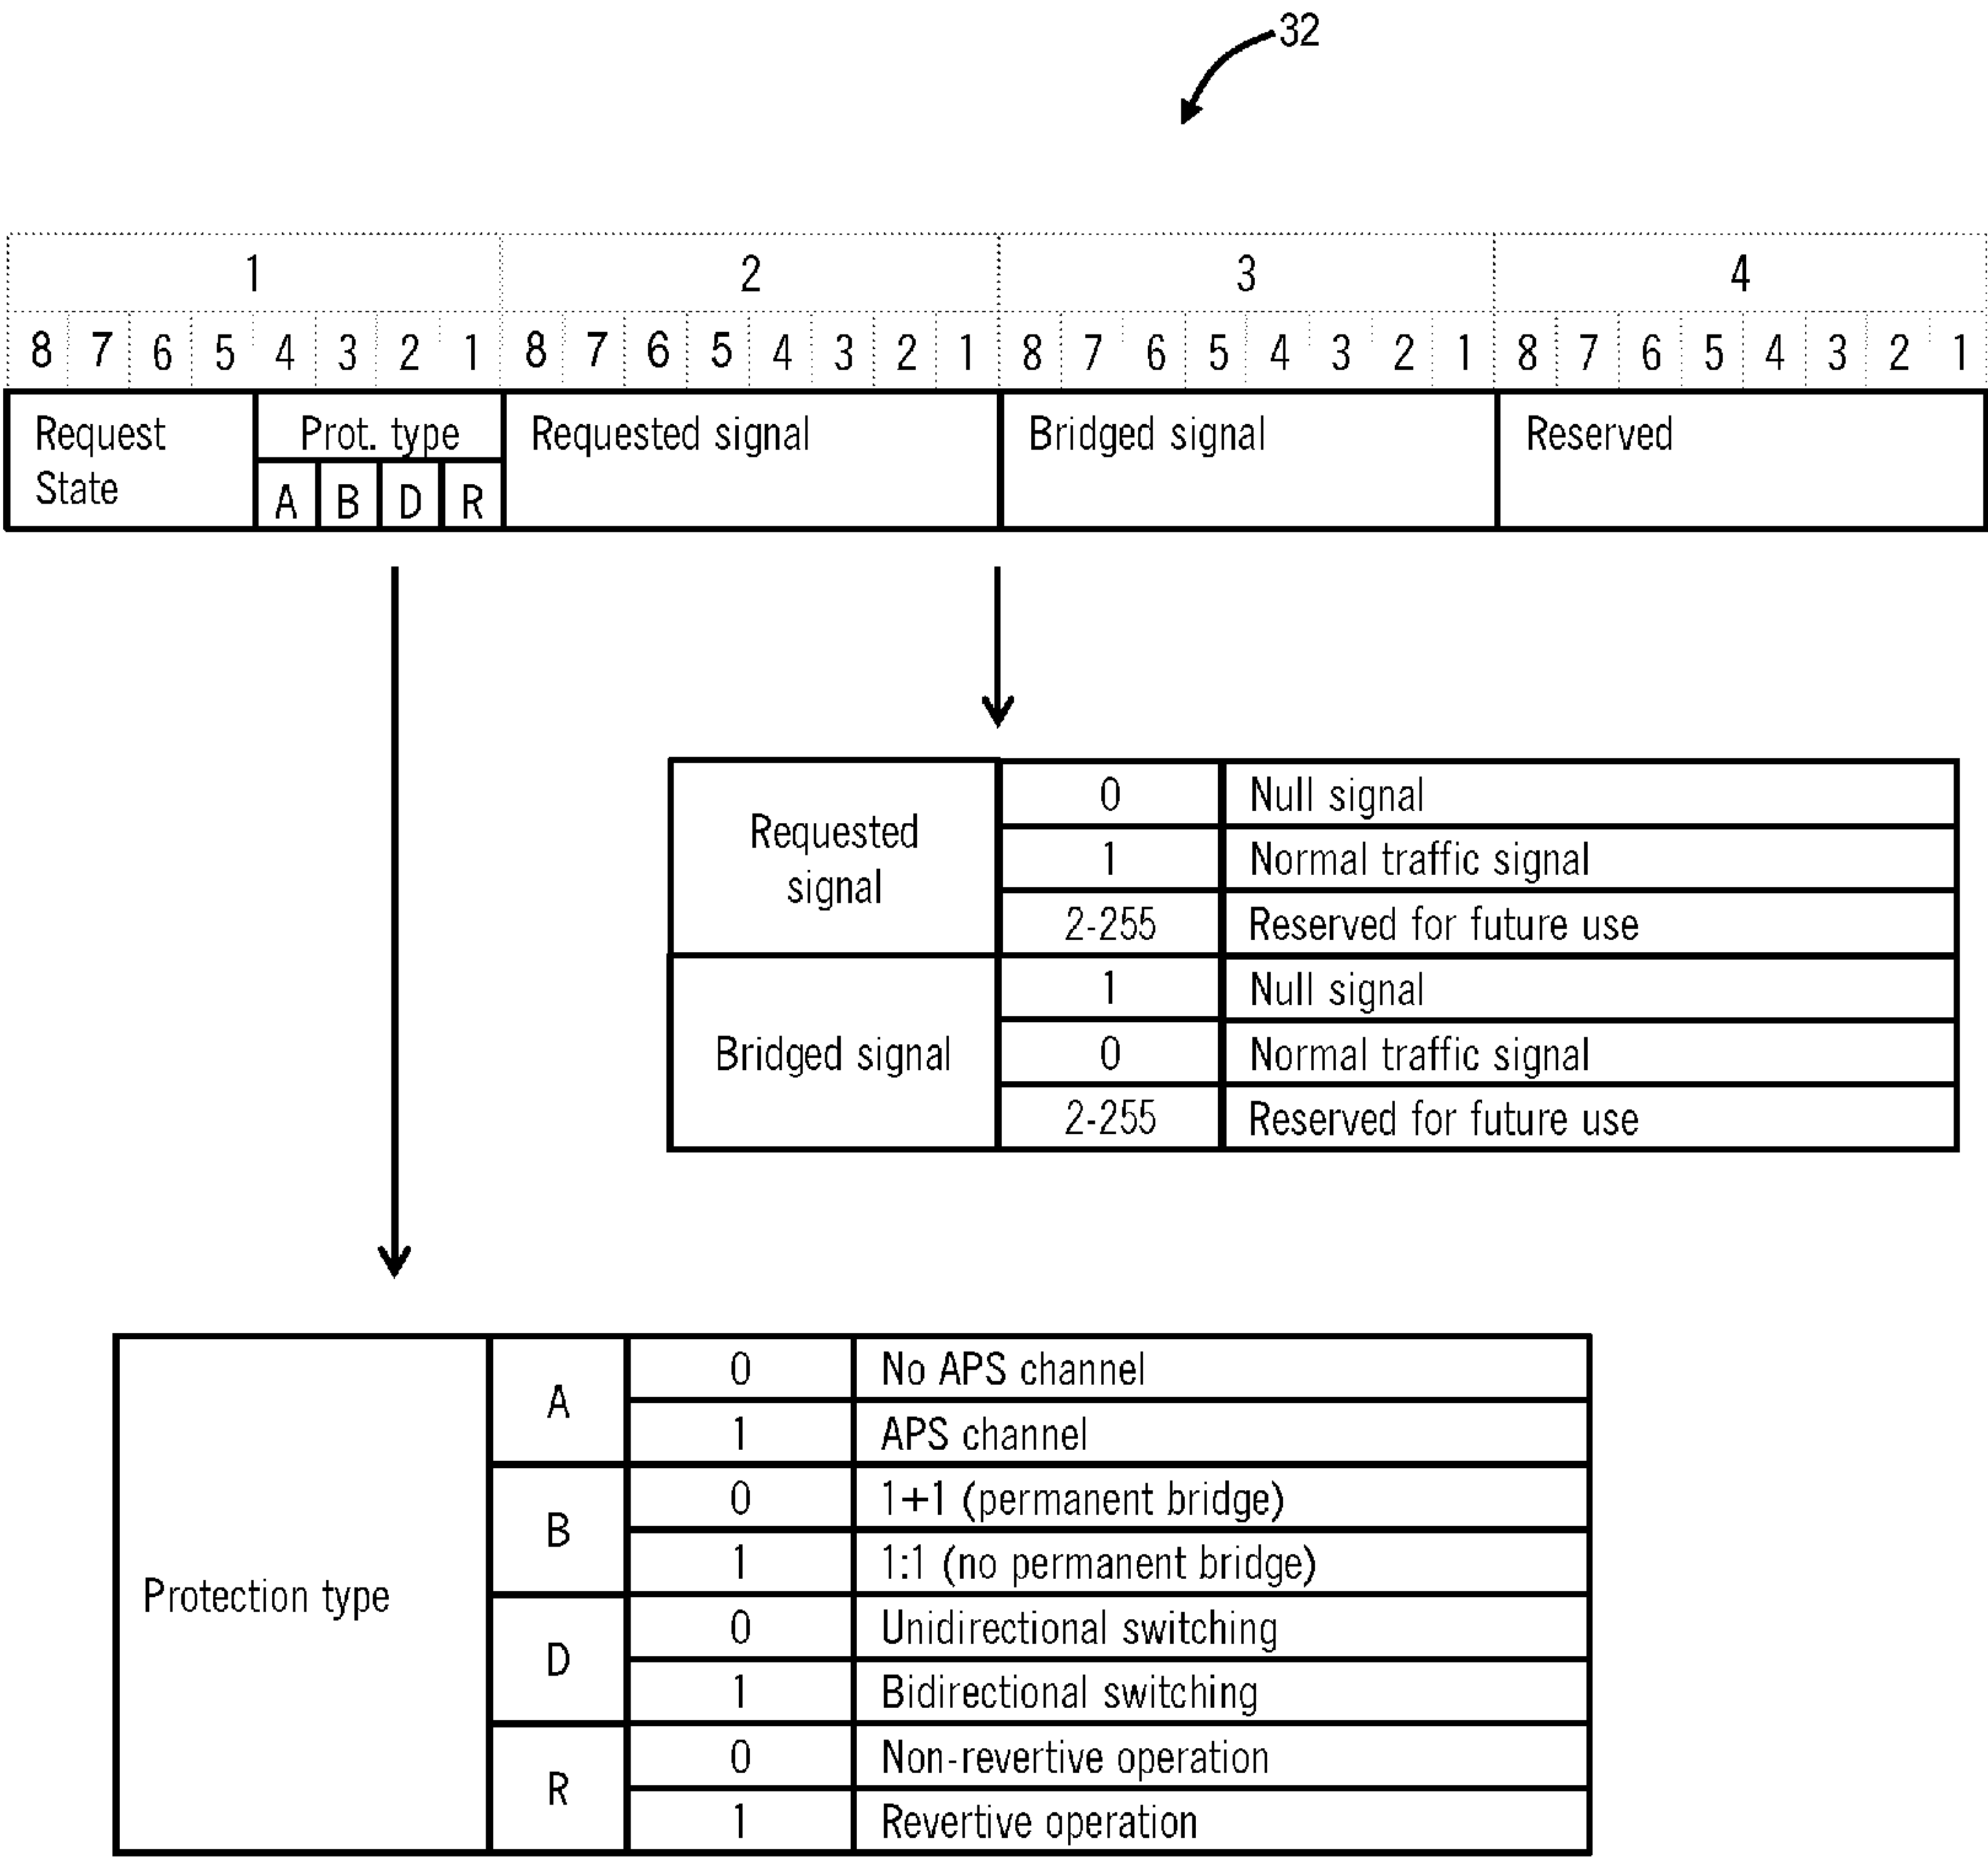 32
1 2 3 4
8 7 6 5 4 3 2 1 8 7 6 5 4 3 2 1 8 7 6 5 4 3 2 1 8 7 6 5 4 3 2 1
Request State
Prot. type
A B D R
Requested signal
Bridged signal
Reserved
Requested signal
0 Null signal
1 Normal traffic signal
2-255 Reserved for future use
Bridged signal
1 Null signal
0 Normal traffic signal
2-255 Reserved for future use
Protection type
A
0 No APS channel
1 APS channel
B
0 1+1 (permanent bridge)
1 1:1 (no permanent bridge)
D
0 Unidirectional switching
1 Bidirectional switching
R
0 Non-revertive operation
1 Revertive operation